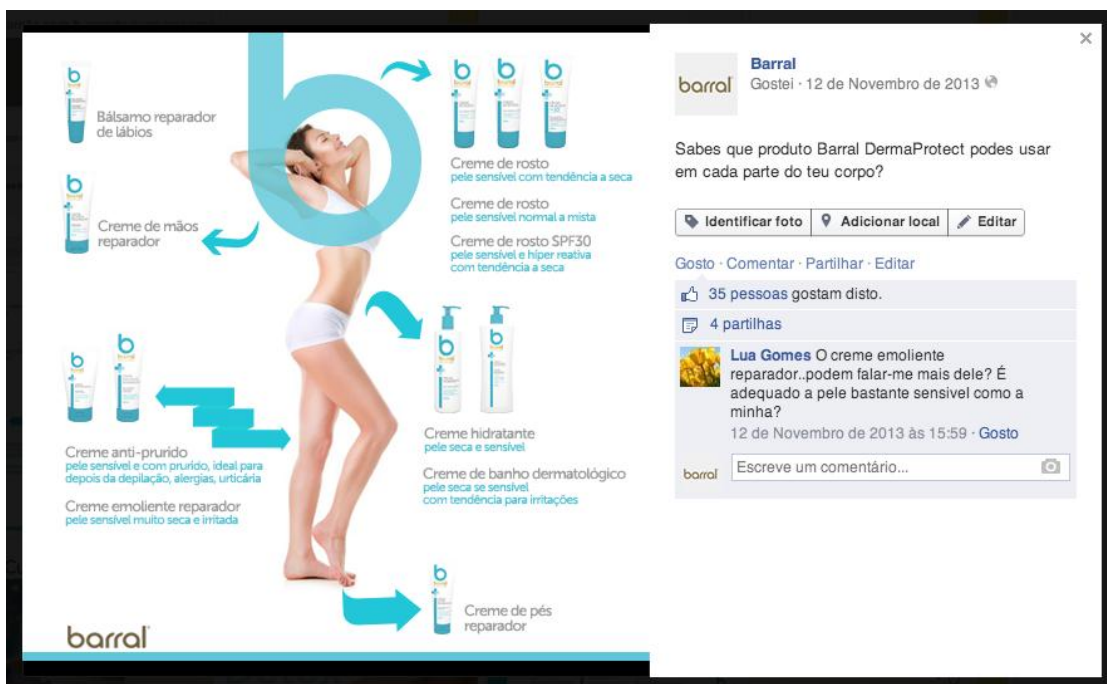 Bálsamo reparador
de lábios
Creme de mãos
reparador
Creme de rosto
pele sensível com tendência a seca
Creme de rosto
pele sensível normal a mista
Creme de rosto SPF30
pele sensível e hiper reativa
com tendência a seca
Creme anti-prurido
pele sensível e com prurido, ideal para
depois da depilação, alergias, urticária
Creme emoliente reparador
pele sensível muito seca e irritada
Creme hidratante
pele seca e sensível
Creme de banho dermatológico
pele seca se sensível
com tendência para irritações
Creme de pés
reparador
barral
barral
Barral
Gostei · 12 de Novembro de 2013
Sabes que produto Barral DermaProtect podes usar
em cada parte do teu corpo?
Identificar foto
Adicionar local
Editar
Gosto · Comentar · Partilhar · Editar
35 pessoas gostam disto.
4 partilhas
Lua Gomes O creme emoliente
reparador..podem falar-me mais dele? É
adequado a pele bastante sensivel como a
minha?
12 de Novembro de 2013 às 15:59 · Gosto
barral
Escreve um comentário...